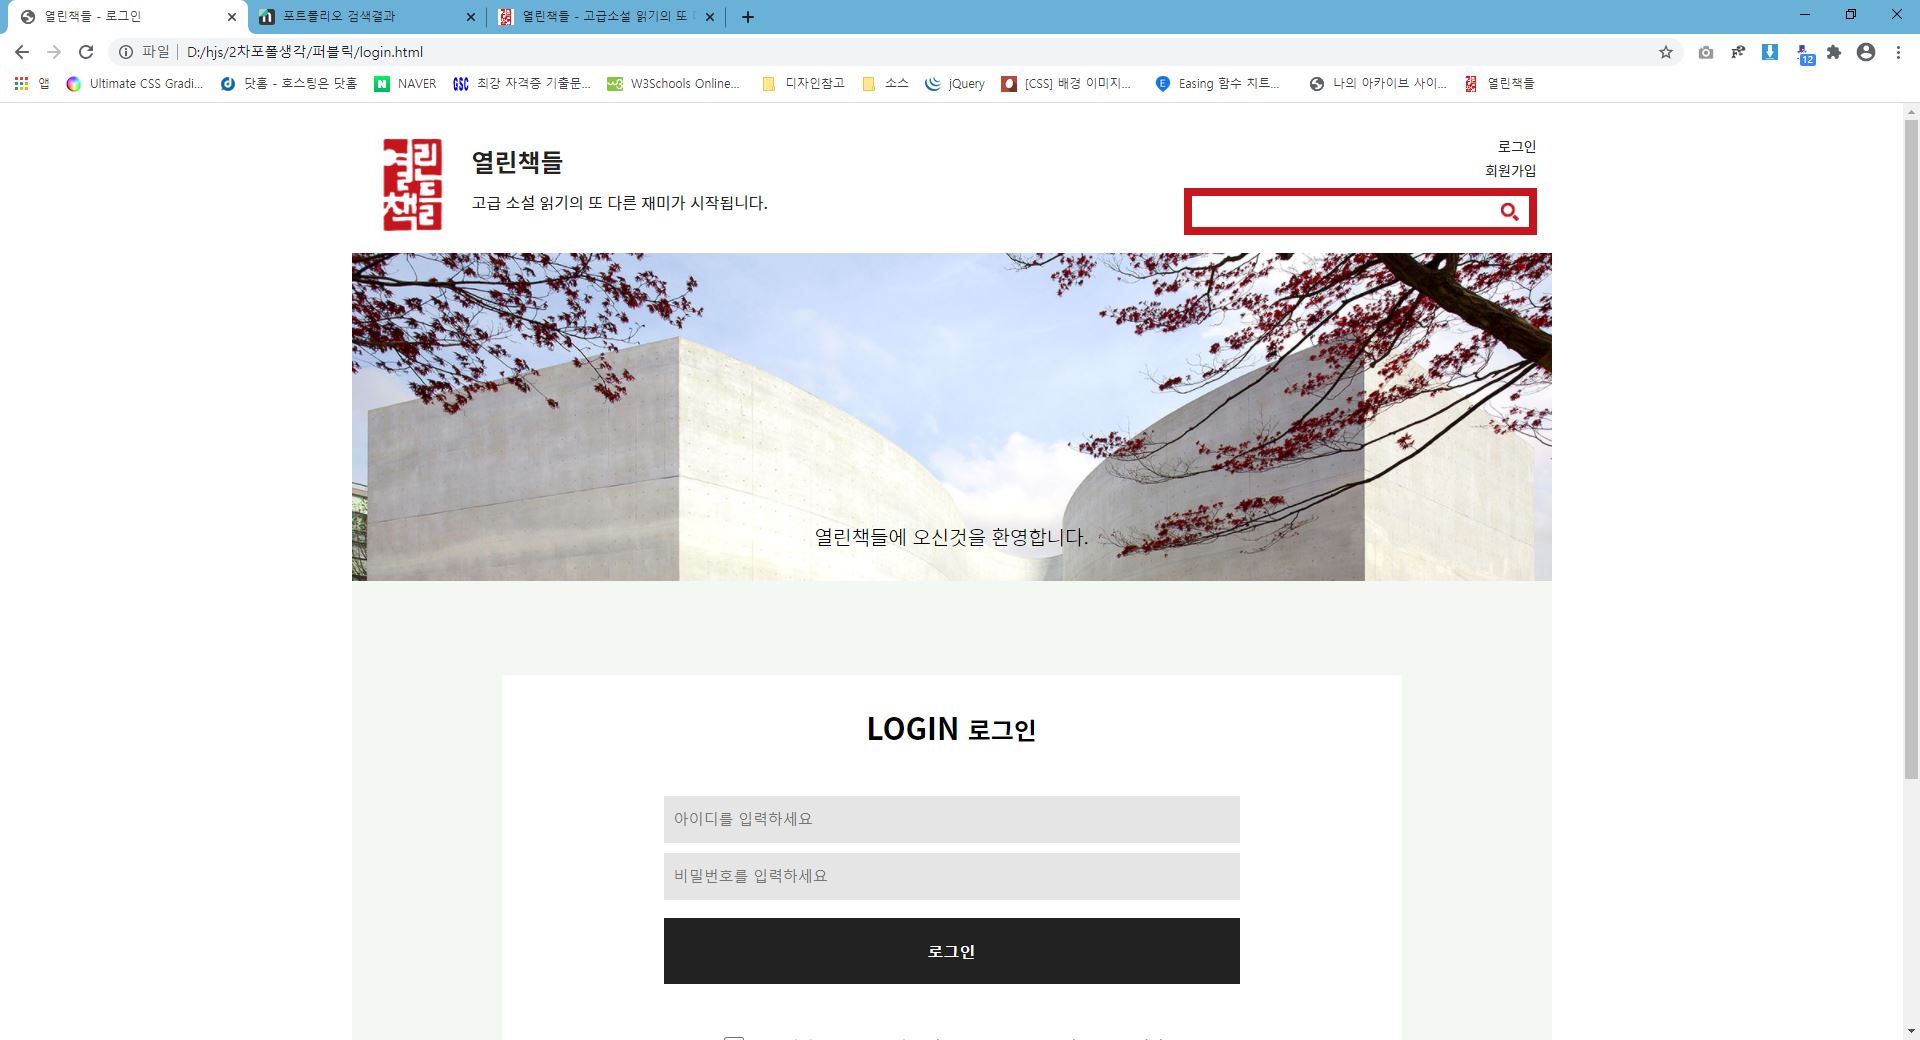 열린책들 - 로그인
포트폴리오 검색결과
열린책들 - 고급소설 읽기의 또
파일 D:/hjs/2차포폴생각/퍼블릭/login.html
12
앱
Ultimate CSS Gradi...
닷홈 - 호스팅은 닷홈
NAVER
최강 자격증 기출문...
W3Schools Online...
디자인참고
소스
jQuery
[CSS] 배경 이미지...
Easing 함수 치트...
나의 아카이브 사이...
열린책들
열린책들
열린책들
고급 소설 읽기의 또 다른 재미가 시작됩니다.
로그인
회원가입
열린책들에 오신것을 환영합니다.
LOGIN 로그인
아이디를 입력하세요
비밀번호를 입력하세요
로그인